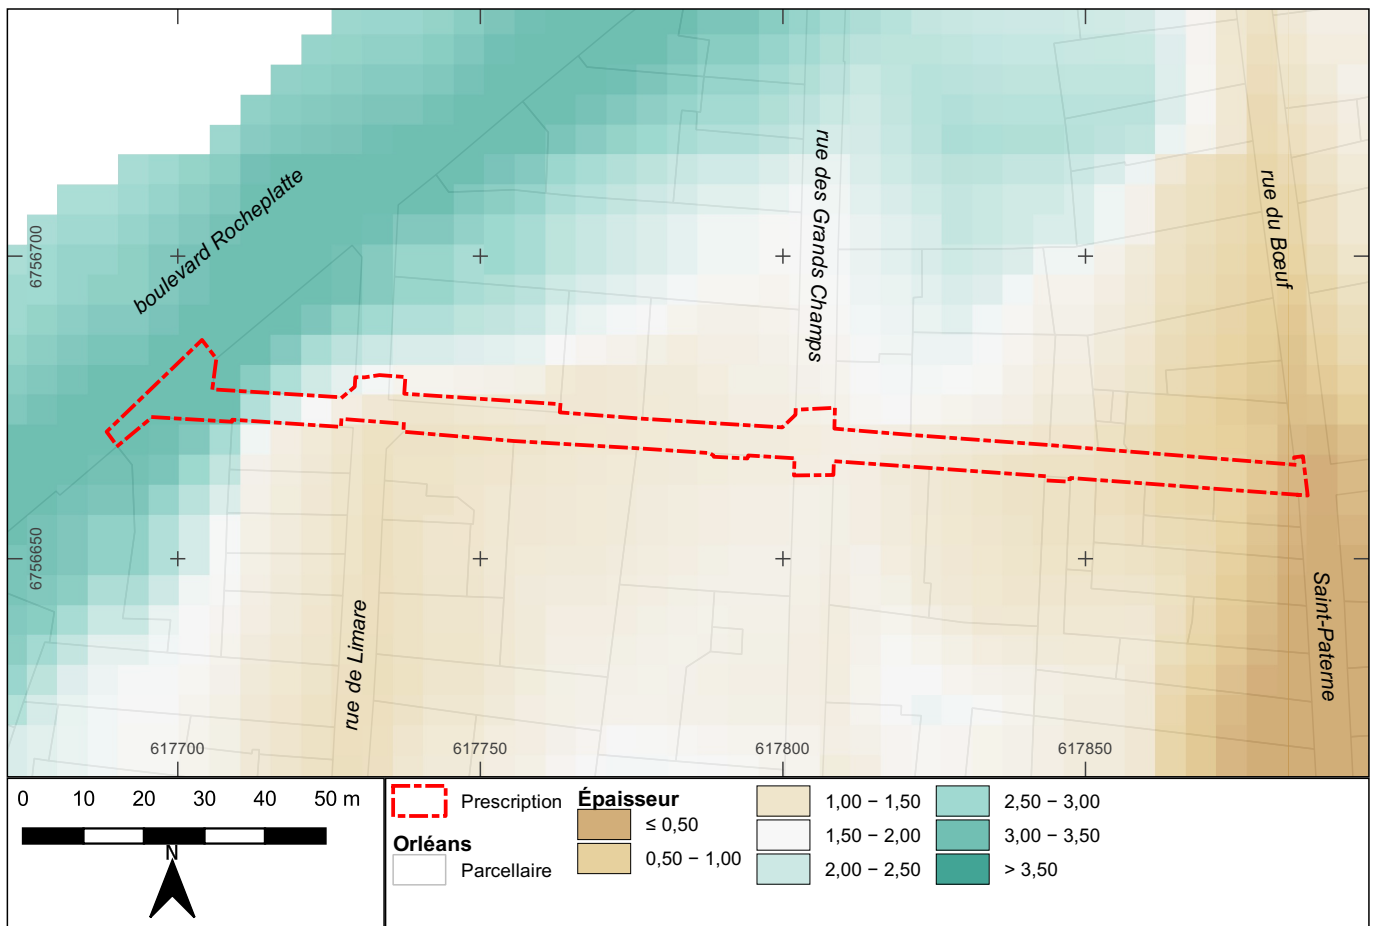 boulevard Rocheplatte
rue des Grands Champs
rue du Bœuf
Saint-Paterne
rue de Limare
6756700
6756650
617700
617750
617800
617850
0 10 20 30 40 50 m
N
Prescription
Orléans
Parcellaire
Épaisseur
≤ 0,50
0,50 − 1,00
1,00 − 1,50
1,50 − 2,00
2,00 − 2,50
2,50 − 3,00
3,00 − 3,50
> 3,50